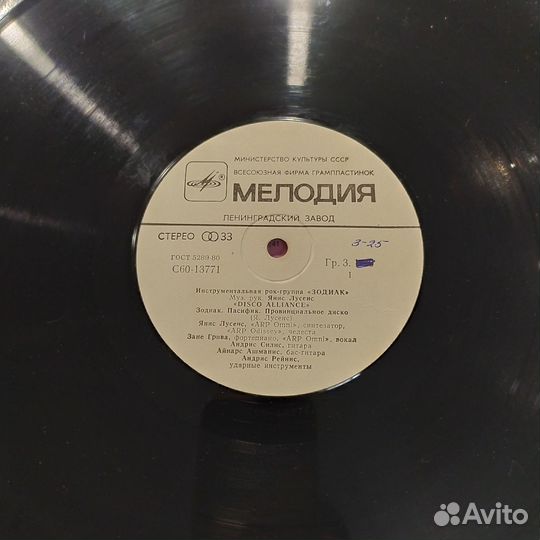 МИНИСТЕРСТВО КУЛЬТУРЫ СССР
ВСЕСОЮЗНАЯ ФИРМА ГРАМПЛАСТИНОК
МЕЛОДИЯ
ЛЕНИНГРАДСКИЙ ЗАВОД
СТЕРЕО 33
3-25
ГОСТ 5289-80
Гр. 3.
С60-13771
1
Инструментальная рок-группа «ЗОДИАК»
Муз. рук. Янис Лусенс
«DISCO ALLIANCE»
Зодиак. Пасифик. Провинциальное диско
(Я. Лусенс)
Янис Лусенс, «ARP Omni», синтезатор,
«ARP Odissey», челеста
Зане Грива, фортепиано, «ARP Omni», вокал
Андрис Силис, гитара
Айнарс Ашманис, бас-гитара
Андрис Рейнис,
ударные инструменты
Avito